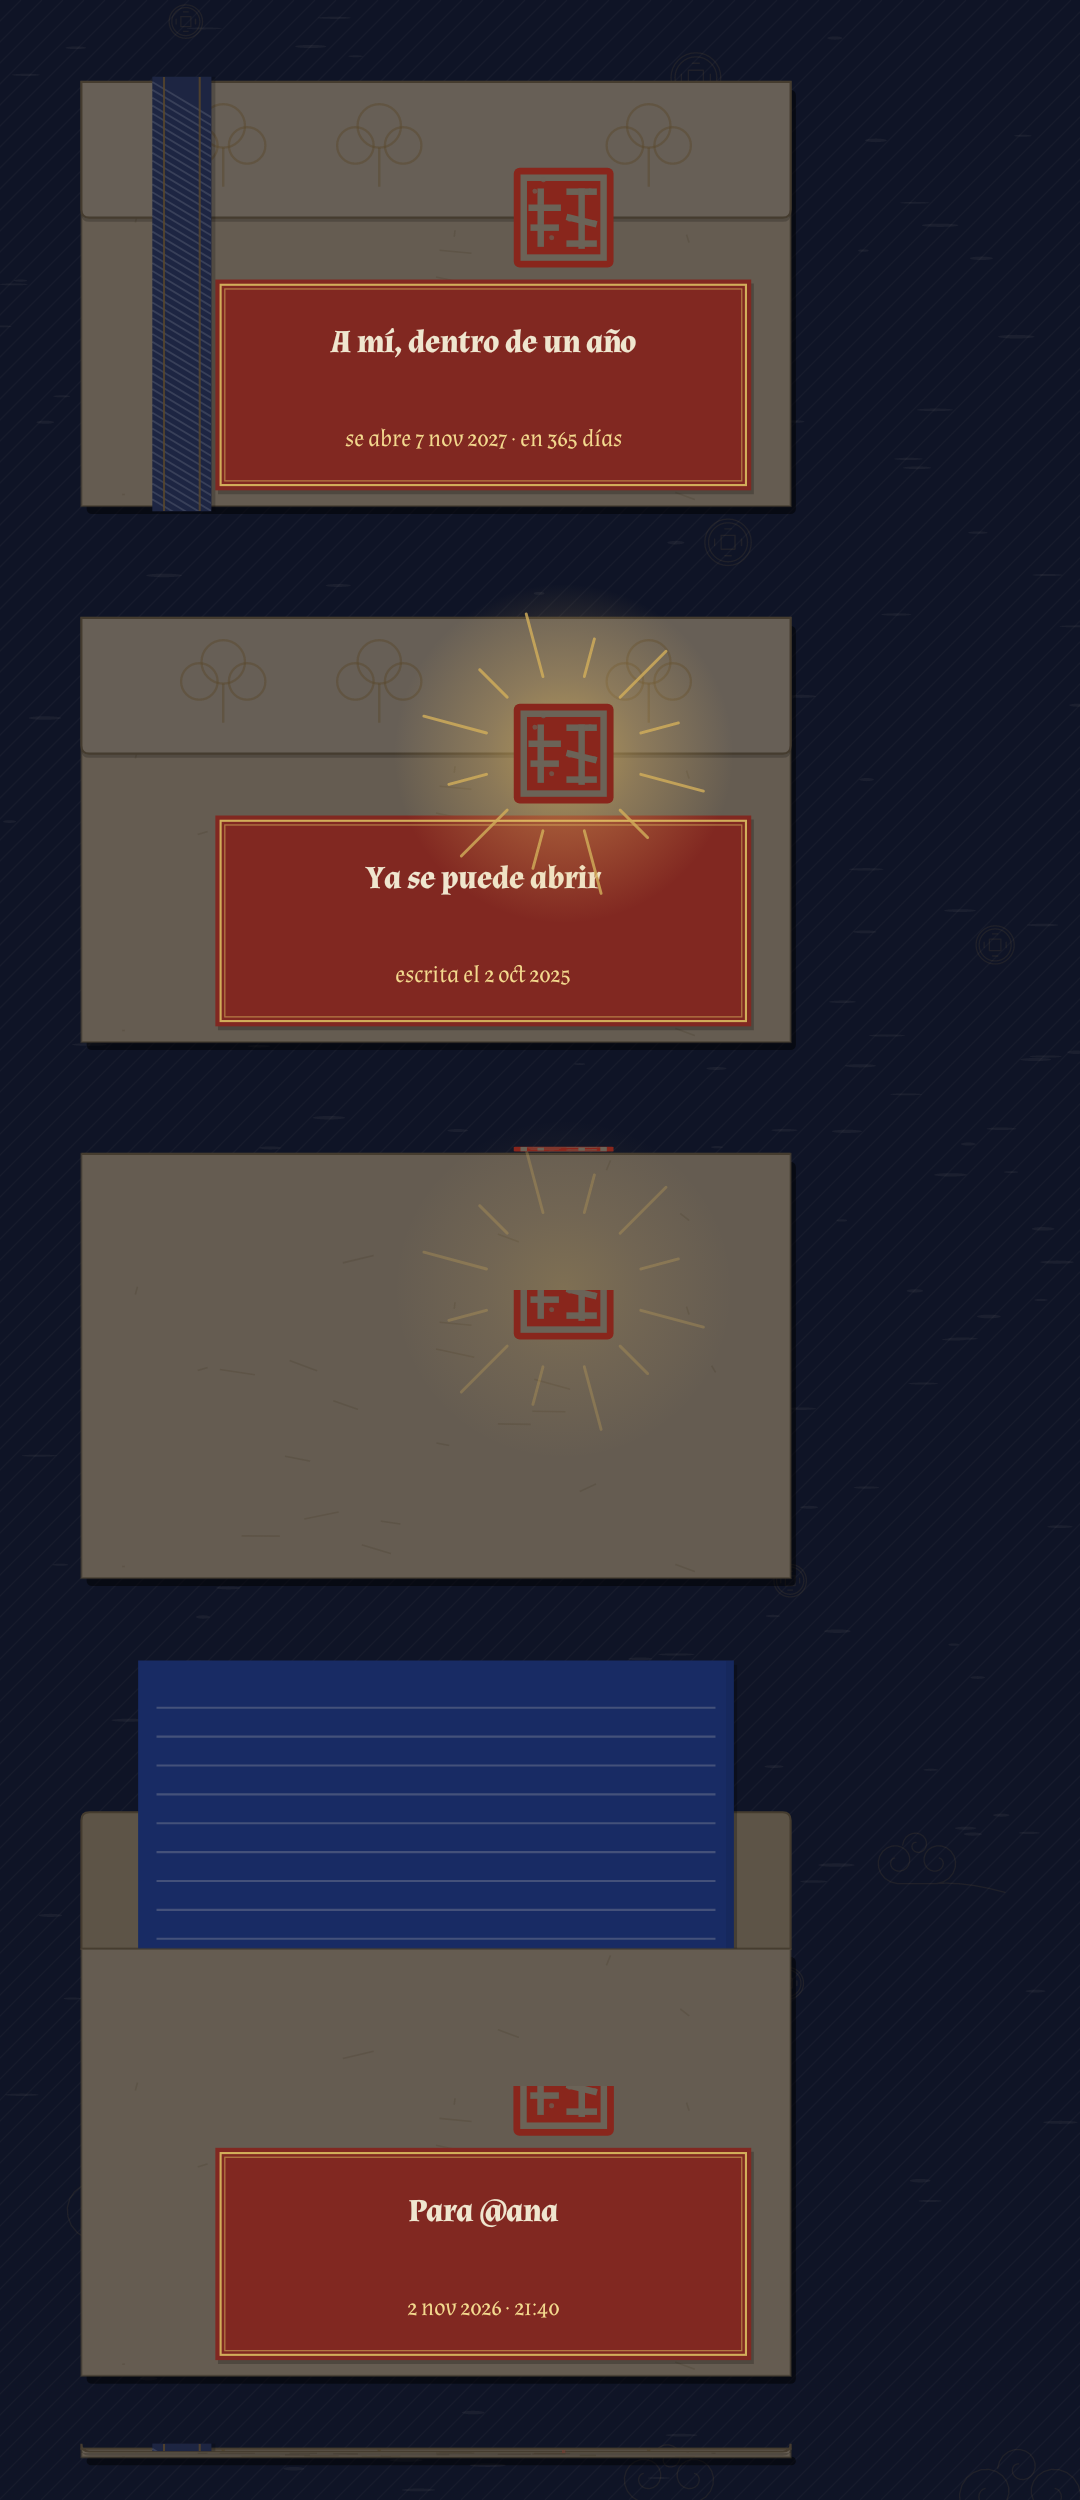 A mí, dentro de un año
se abre 7 nov 2027 · en 365 días
Ya se puede abrir
escrita el 2 oct 2025
Para @ana
2 nov 2026 · 21:40